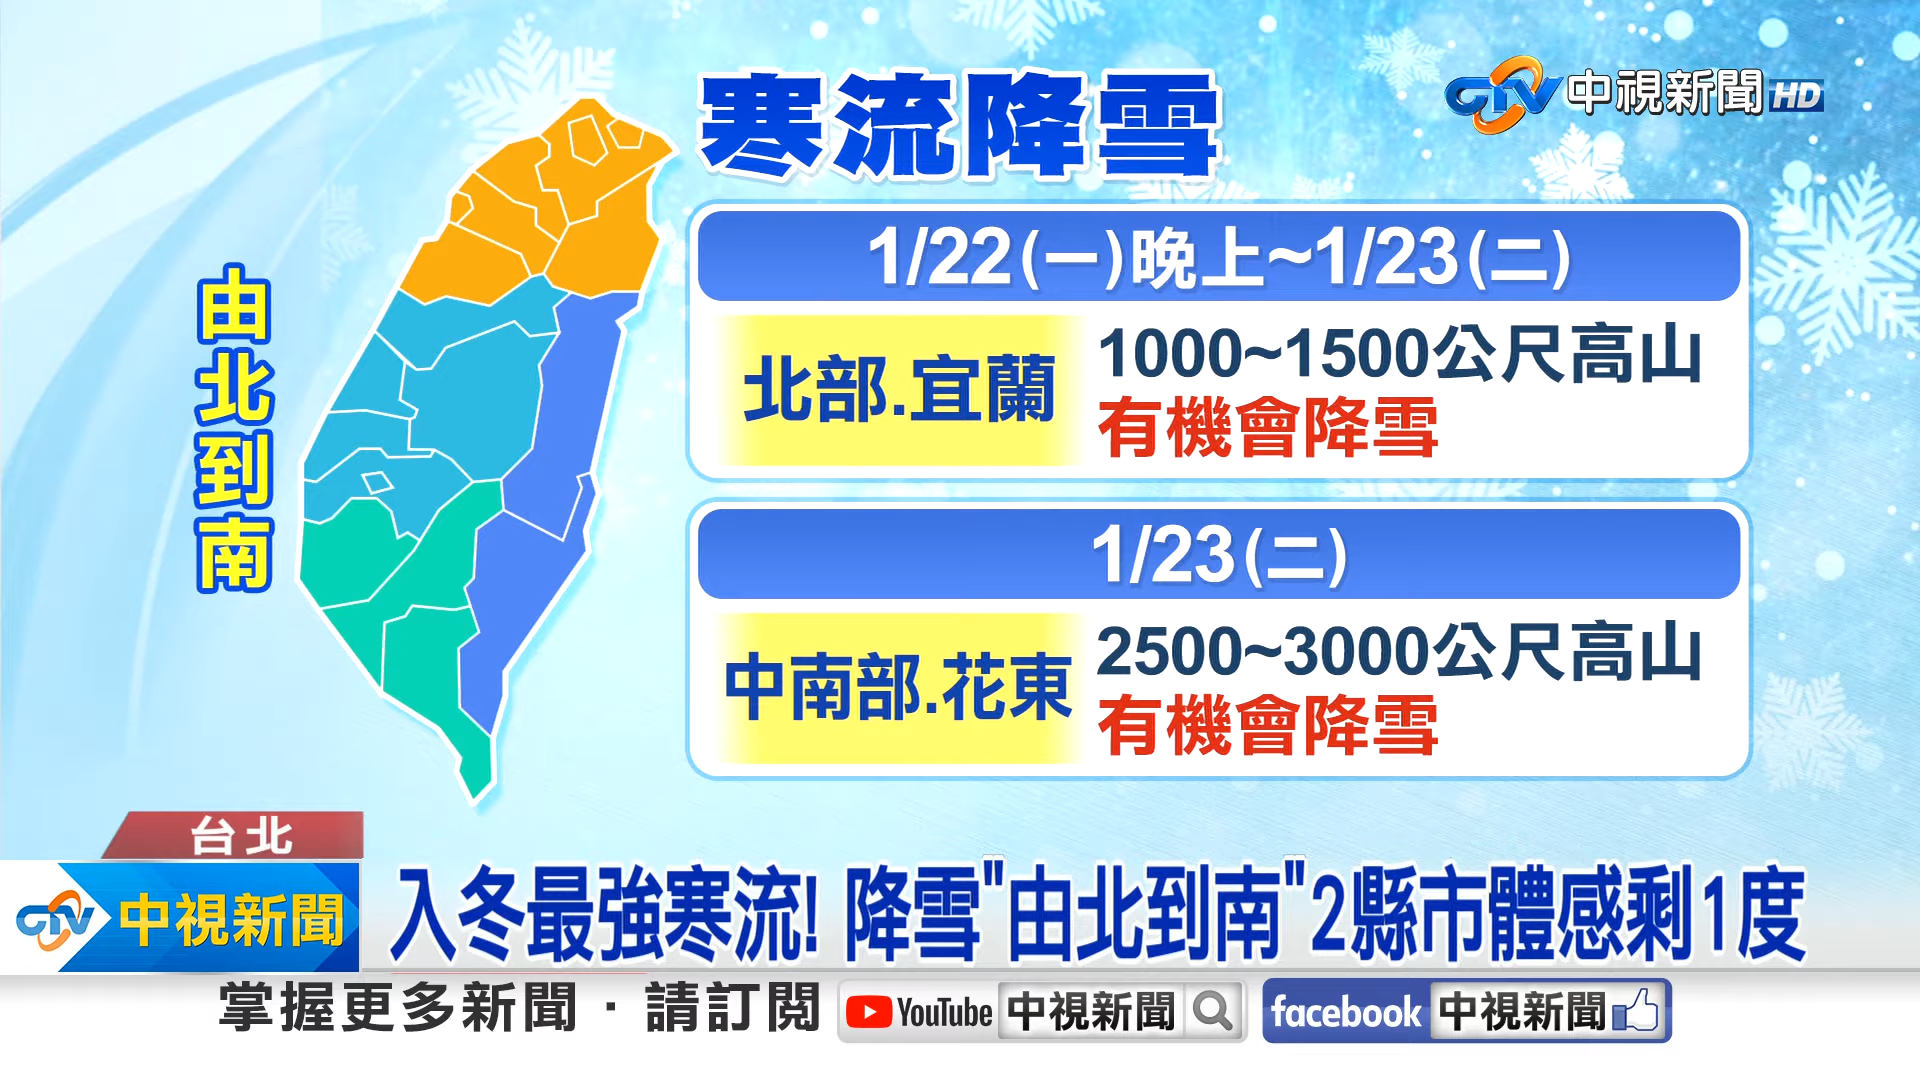 寒流降雪
CTV 中視新聞 HD
由北到南
1/22(一)晚上~1/23(二)
北部.宜蘭
1000~1500公尺高山
有機會降雪
1/23(二)
中南部.花東
2500~3000公尺高山
有機會降雪
台北
CTV 中視新聞
入冬最強寒流! 降雪"由北到南"2縣市體感剩1度
掌握更多新聞·請訂閱 YouTube 中視新聞 facebook 中視新聞